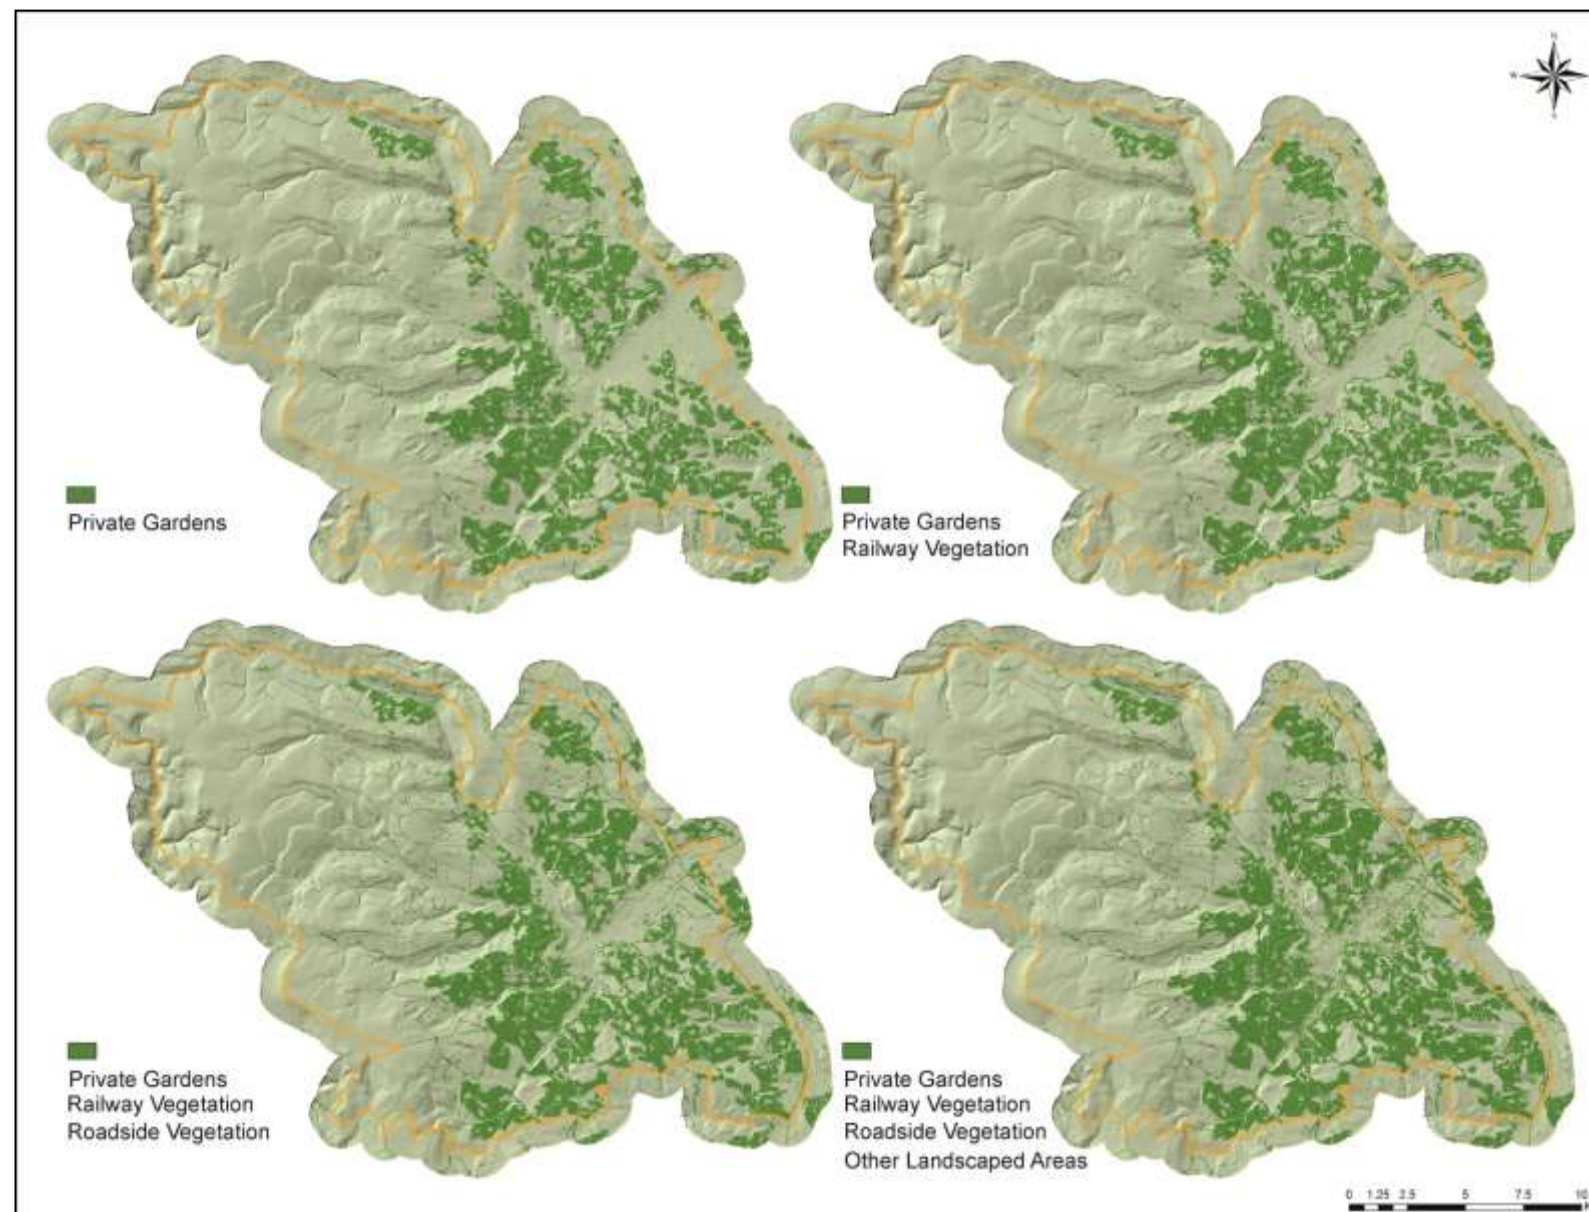 N
W
Private Gardens
Private Gardens
Railway Vegetation
Private Gardens
Railway Vegetation
Roadside Vegetation
Private Gardens
Railway Vegetation
Roadside Vegetation
Other Landscaped Areas
0 1.25 2.5 5 7.5 10